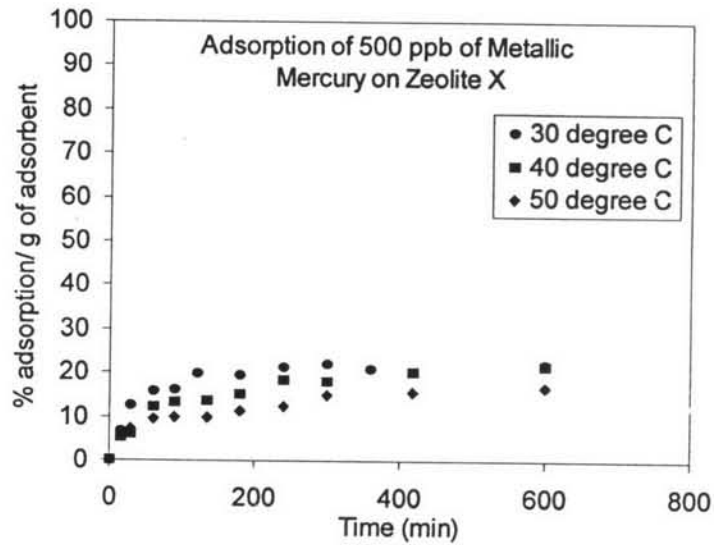 Adsorption of 500 ppb of Metallic
Mercury on Zeolite X
30 degree C
40 degree C
50 degree C
% adsorption/ g of adsorbent
100
90
80
70
60
50
40
30
20
10
0
0
200
400
600
800
Time (min)